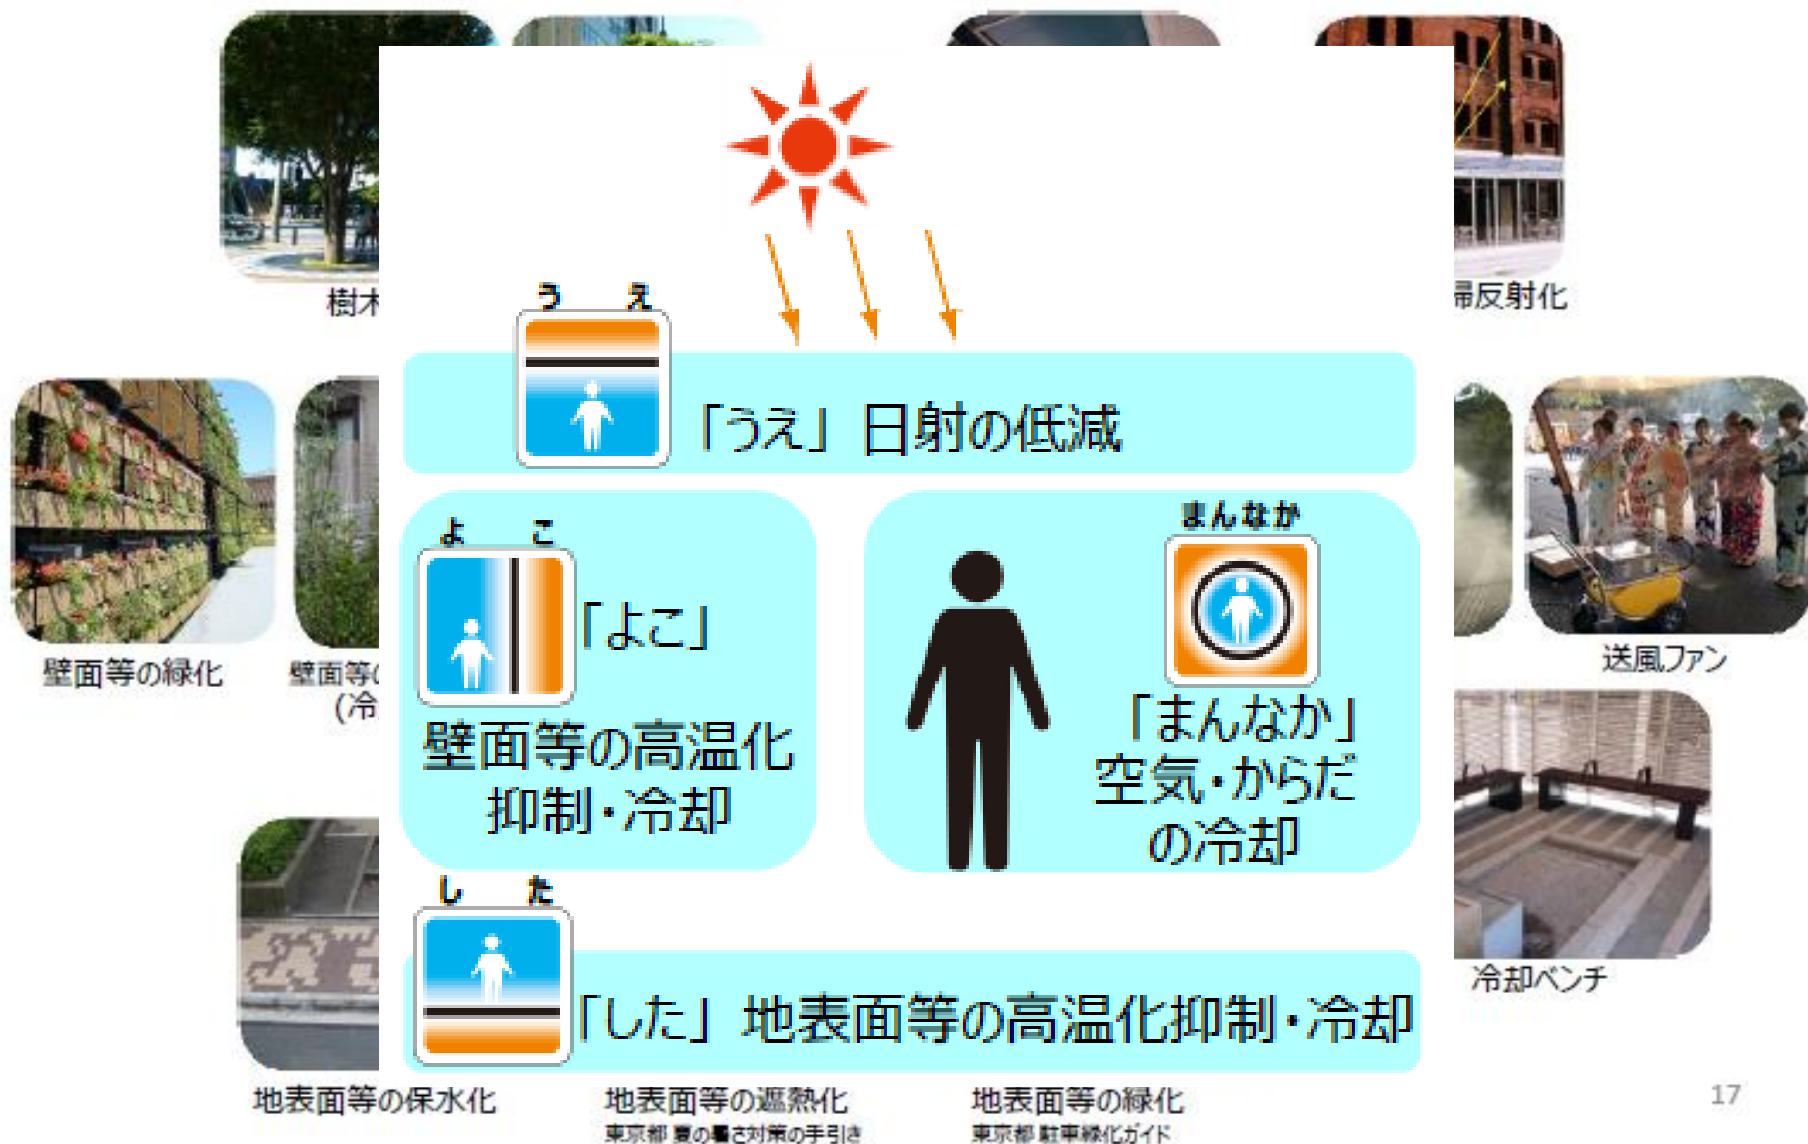 樹木
帰反射化
う え
「うえ」 日射の低減
よ こ
「よこ」
壁面等の高温化
抑制・冷却
まんなか
「まんなか」
空気・からだ
の冷却
壁面等の緑化
壁面等の
(冷
送風ファン
し た
「した」 地表面等の高温化抑制・冷却
冷却ベンチ
地表面等の保水化
地表面等の遮熱化
東京都 夏の暑さ対策の手引き
地表面等の緑化
東京都 駐車緑化ガイド
17